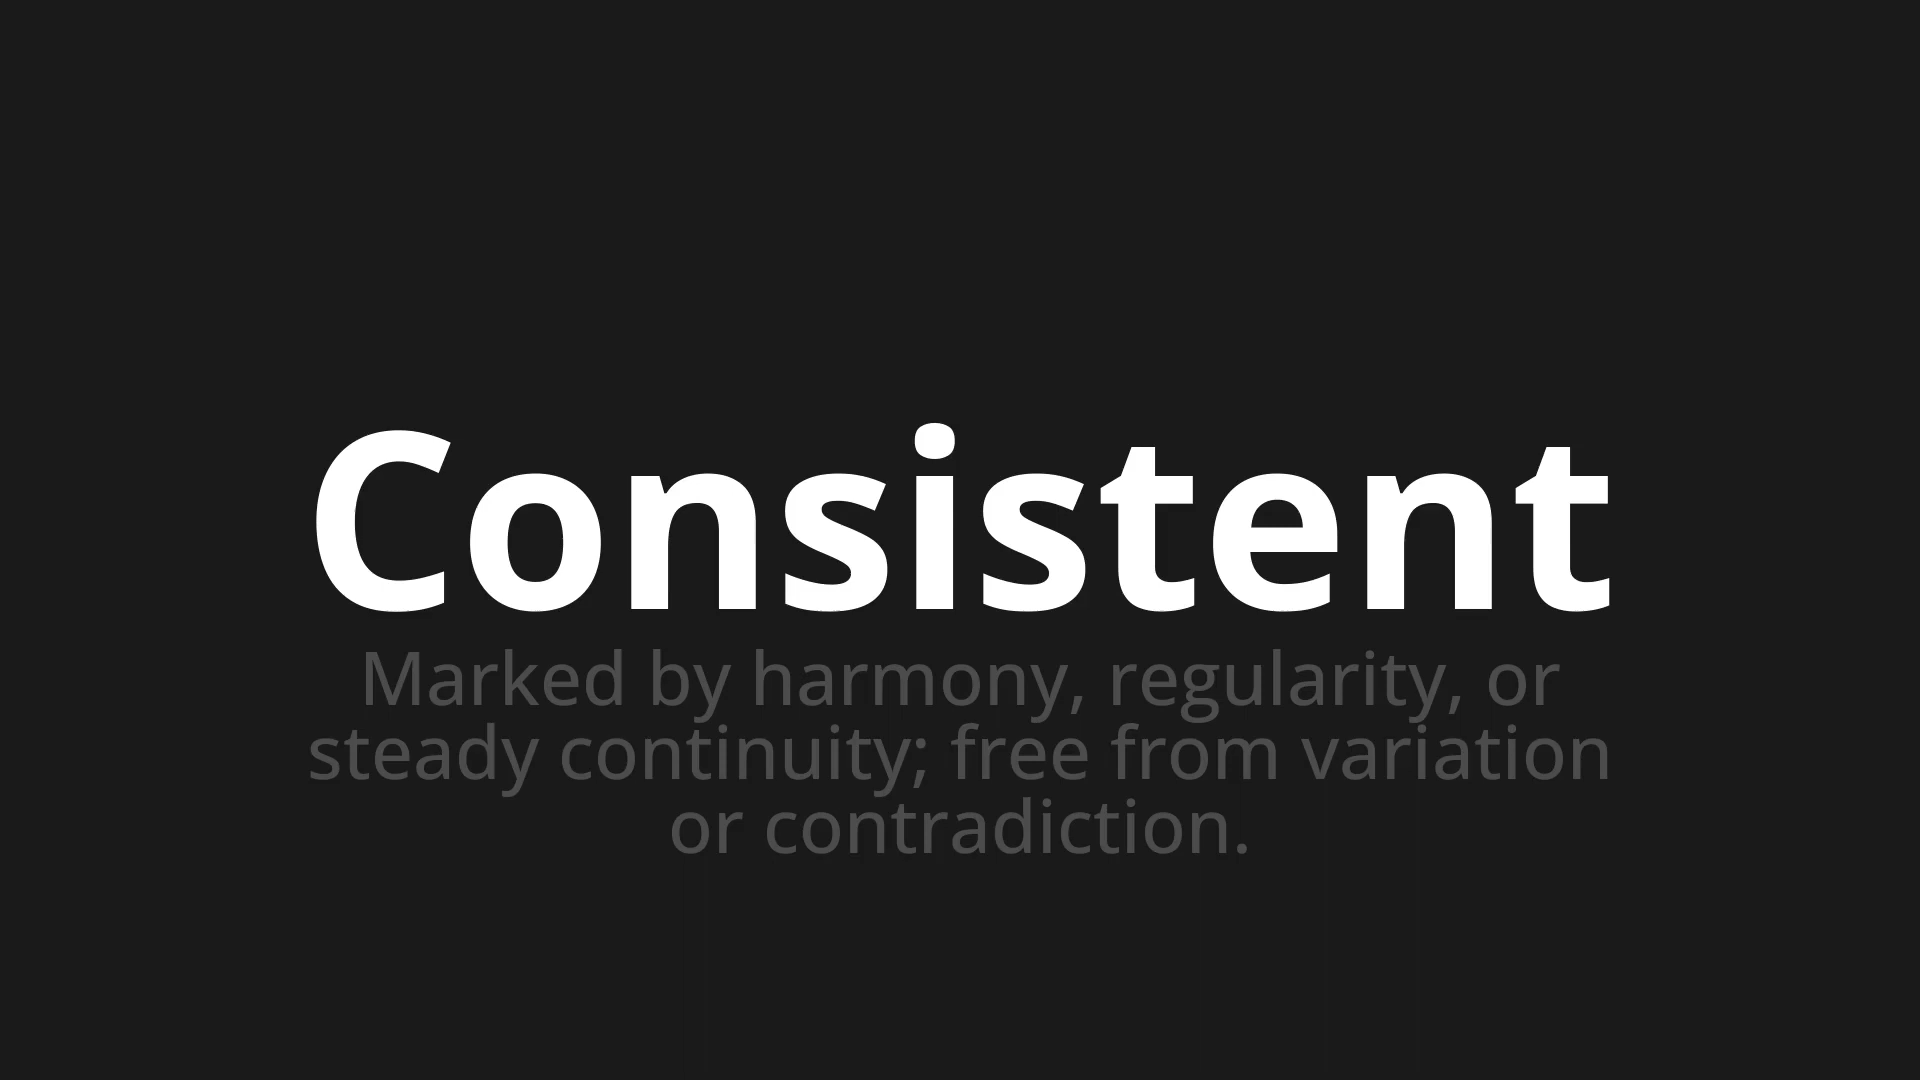 Consistent
Marked by harmony, regularity, or
steady continuity; free from variation
or contradiction.